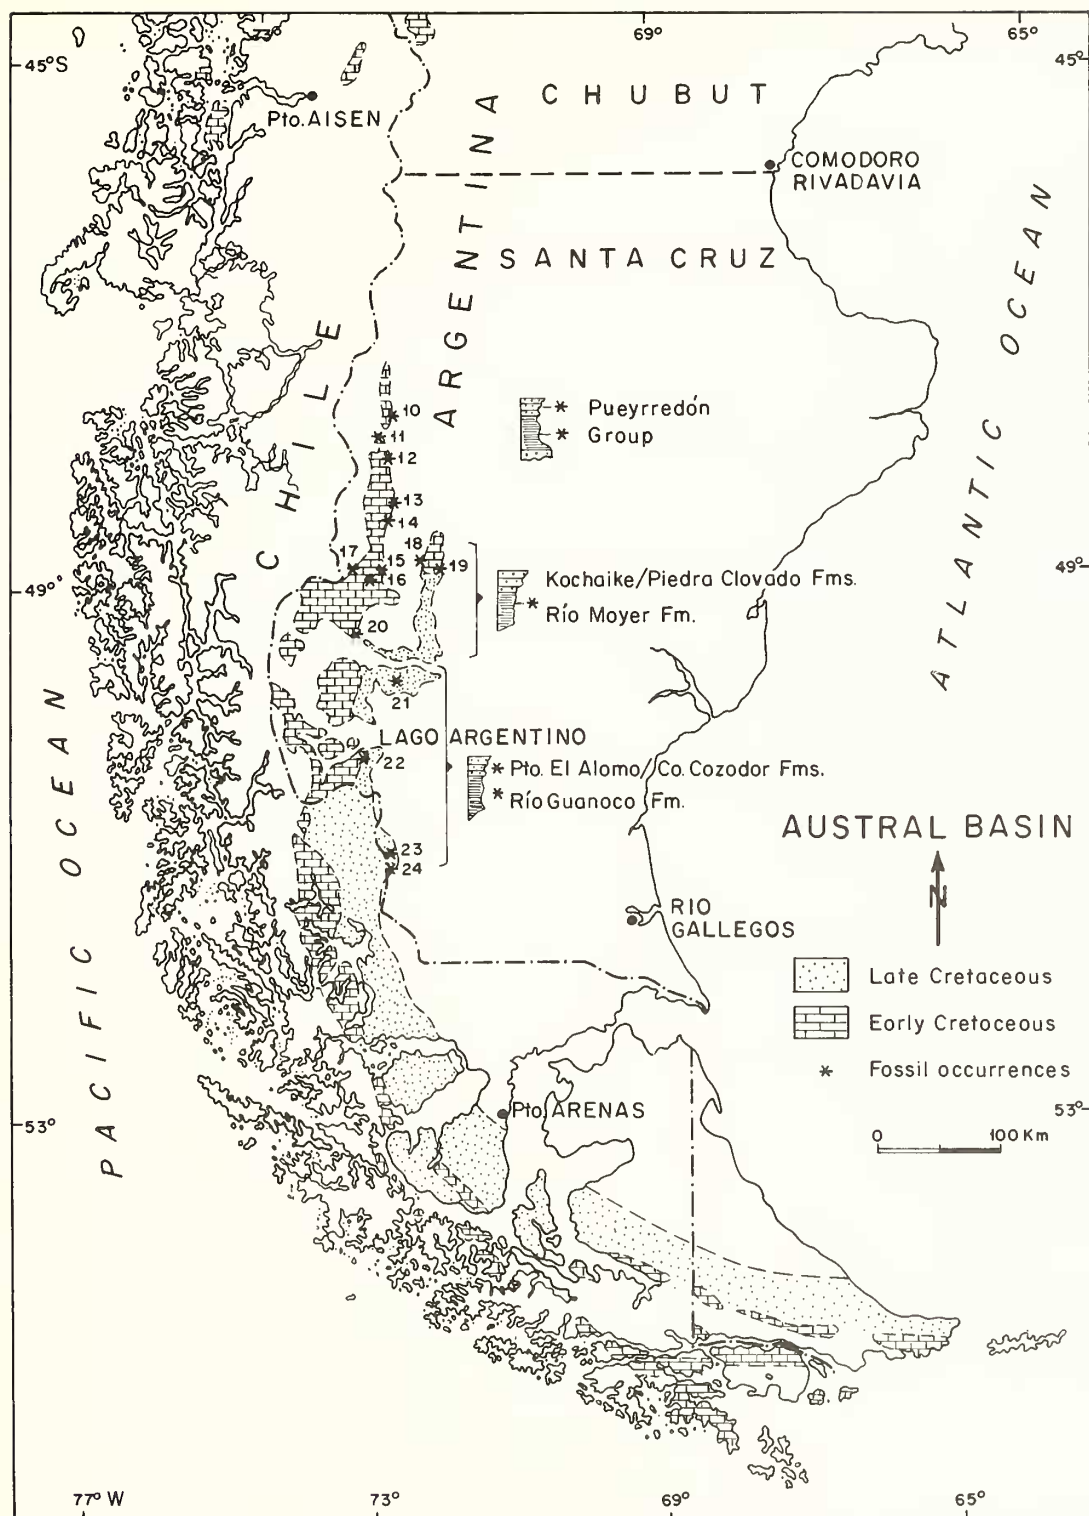 73°
69°
65°
45°S
45°
Pto. AISEN
CHUBUT
ARGENTINA
COMODORO
RIVADAVIA
SANTA CRUZ
ATLANTIC OCEAN
CHILE
10
11
12
13
14
Pueyrredón
Group
17
15
16
18
19
49°
49°
Kochaike/Piedra Clovado Fms.
Río Moyer Fm.
20
21
LAGO ARGENTINO
22
Pto. El Alomo/Co. Cozodor Fms.
Río Guanoco Fm.
23
24
PACIFIC OCEAN
AUSTRAL BASIN
N
RIO
GALLEGOS
Late Cretaceous
Eorly Cretoceous
Fossil occurrences
Pto. ARENAS
53°
53°
0 100 Km
77° W
73°
69°
65°